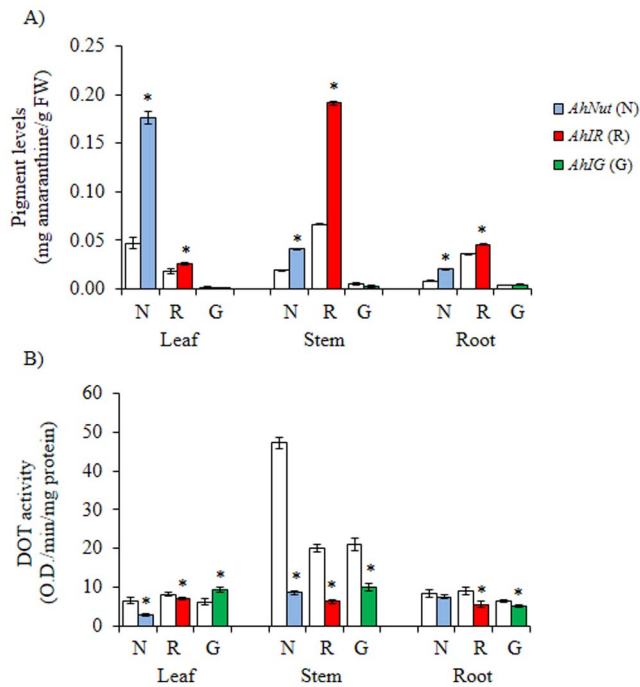 A)
Pigment levels
(mg amaranthine/g FW)
0.25
0.20
0.15
0.10
0.05
0.00
*
*
*
*
*
*
N R G N R G N R G
Leaf Stem Root
AhNut (N)
AhIR (R)
AhIG (G)
B)
DOT activity
(O.D./min/mg protein)
60
50
40
30
20
10
0
*
*
*
*
*
*
*
*
N R G N R G N R G
Leaf Stem Root